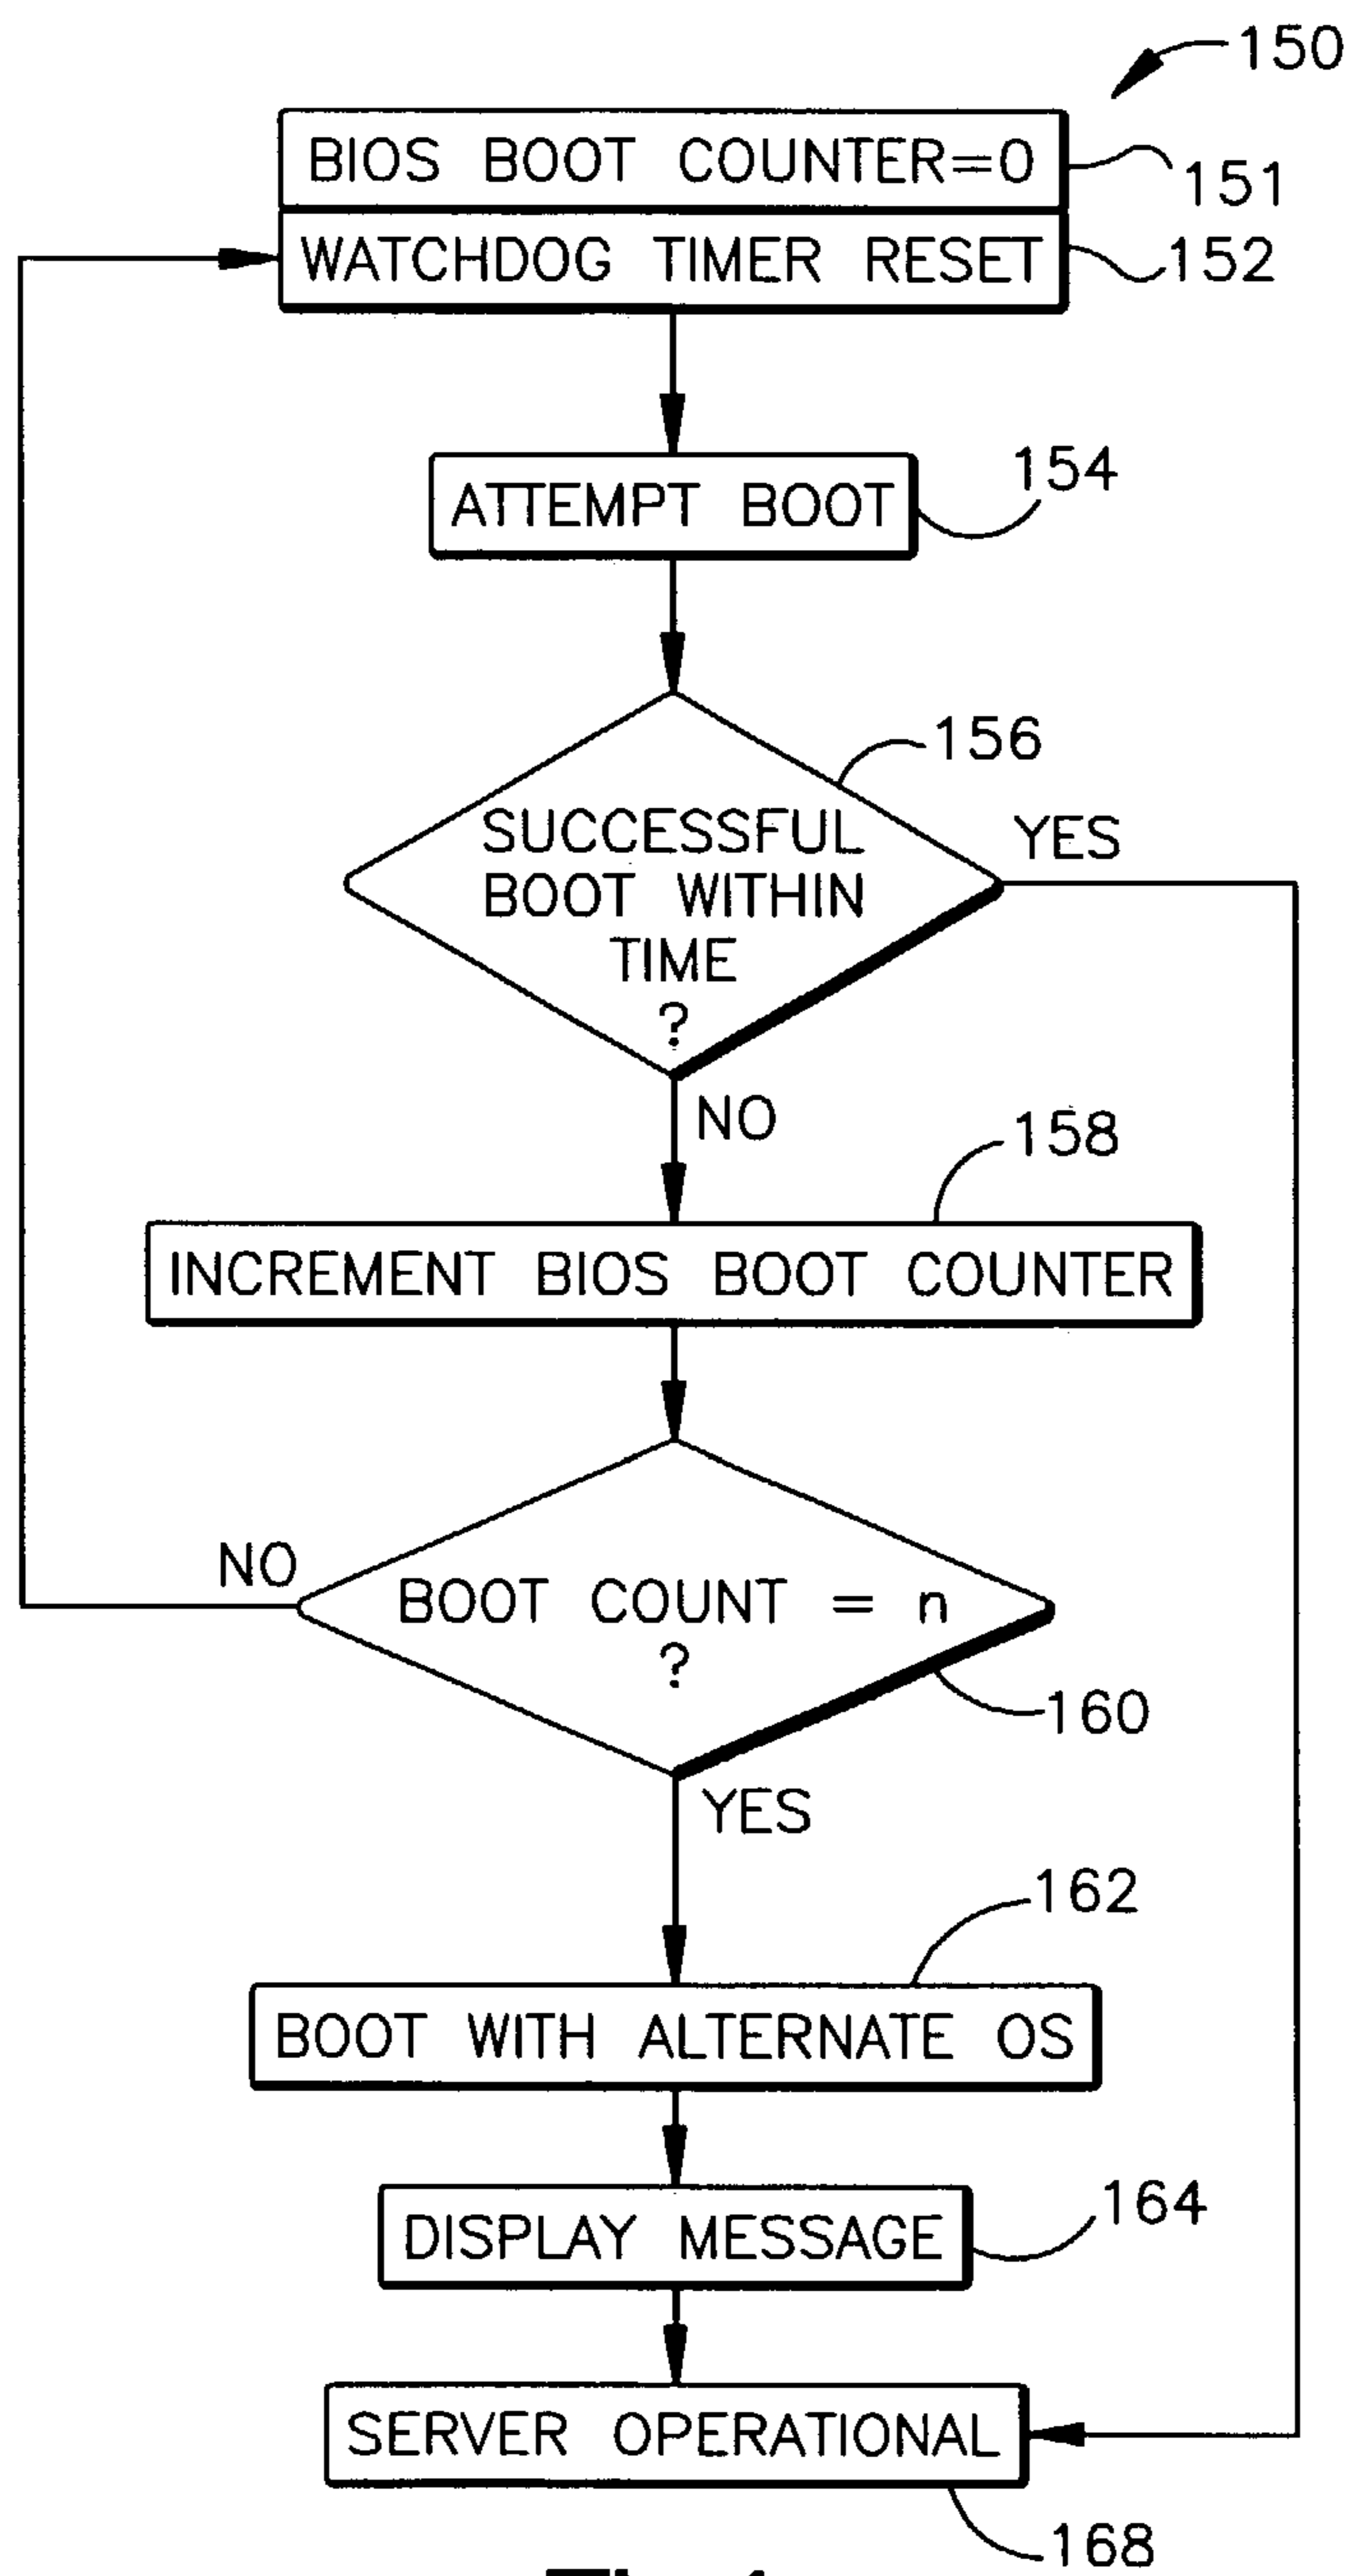 150
BIOS BOOT COUNTER=0
151
WATCHDOG TIMER RESET
152
ATTEMPT BOOT
154
156
SUCCESSFUL
BOOT WITHIN
TIME
?
YES
NO
158
INCREMENT BIOS BOOT COUNTER
NO
BOOT COUNT = n
?
160
YES
162
BOOT WITH ALTERNATE OS
DISPLAY MESSAGE
164
SERVER OPERATIONAL
168